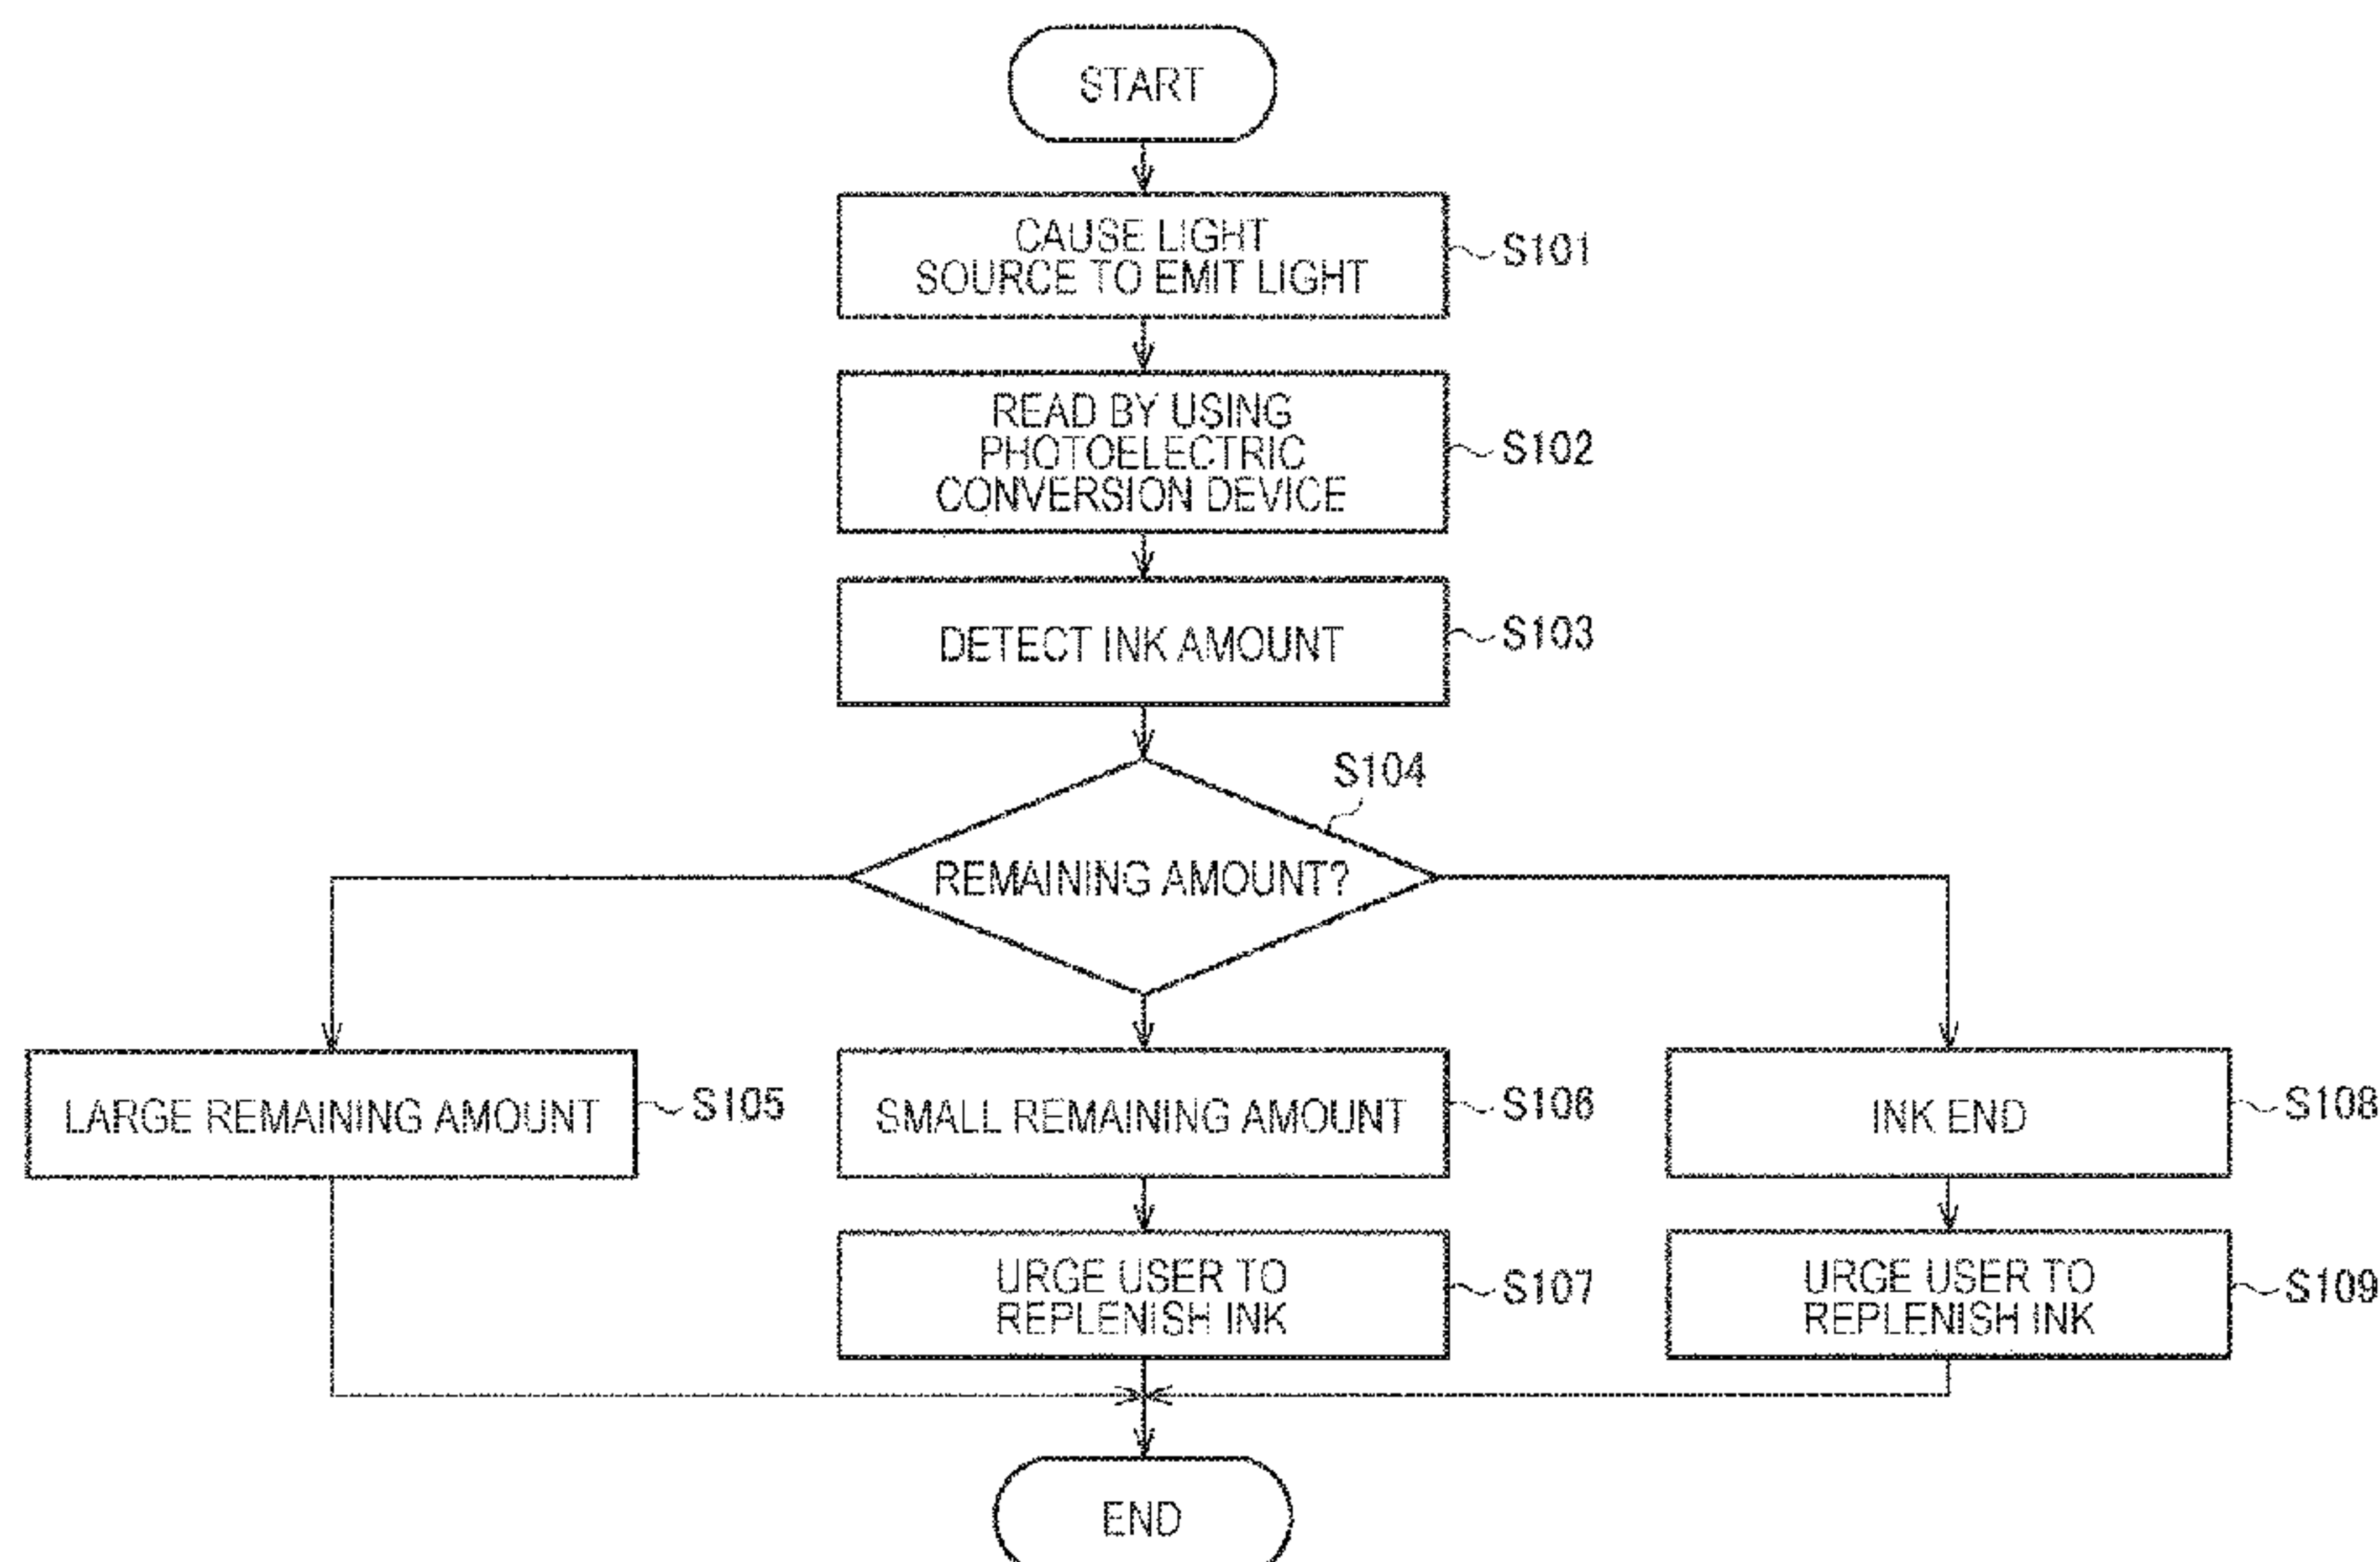 START
CAUSE LIGHT
SOURCE TO EMIT LIGHT
S101
READ BY USING
PHOTOELECTRIC
CONVERSION DEVICE
S102
DETECT INK AMOUNT
S103
S104
REMAINING AMOUNT?
LARGE REMAINING AMOUNT
S105
SMALL REMAINING AMOUNT
S106
INK END
S108
URGE USER TO
REPLENISH INK
S107
URGE USER TO
REPLENISH INK
S109
END